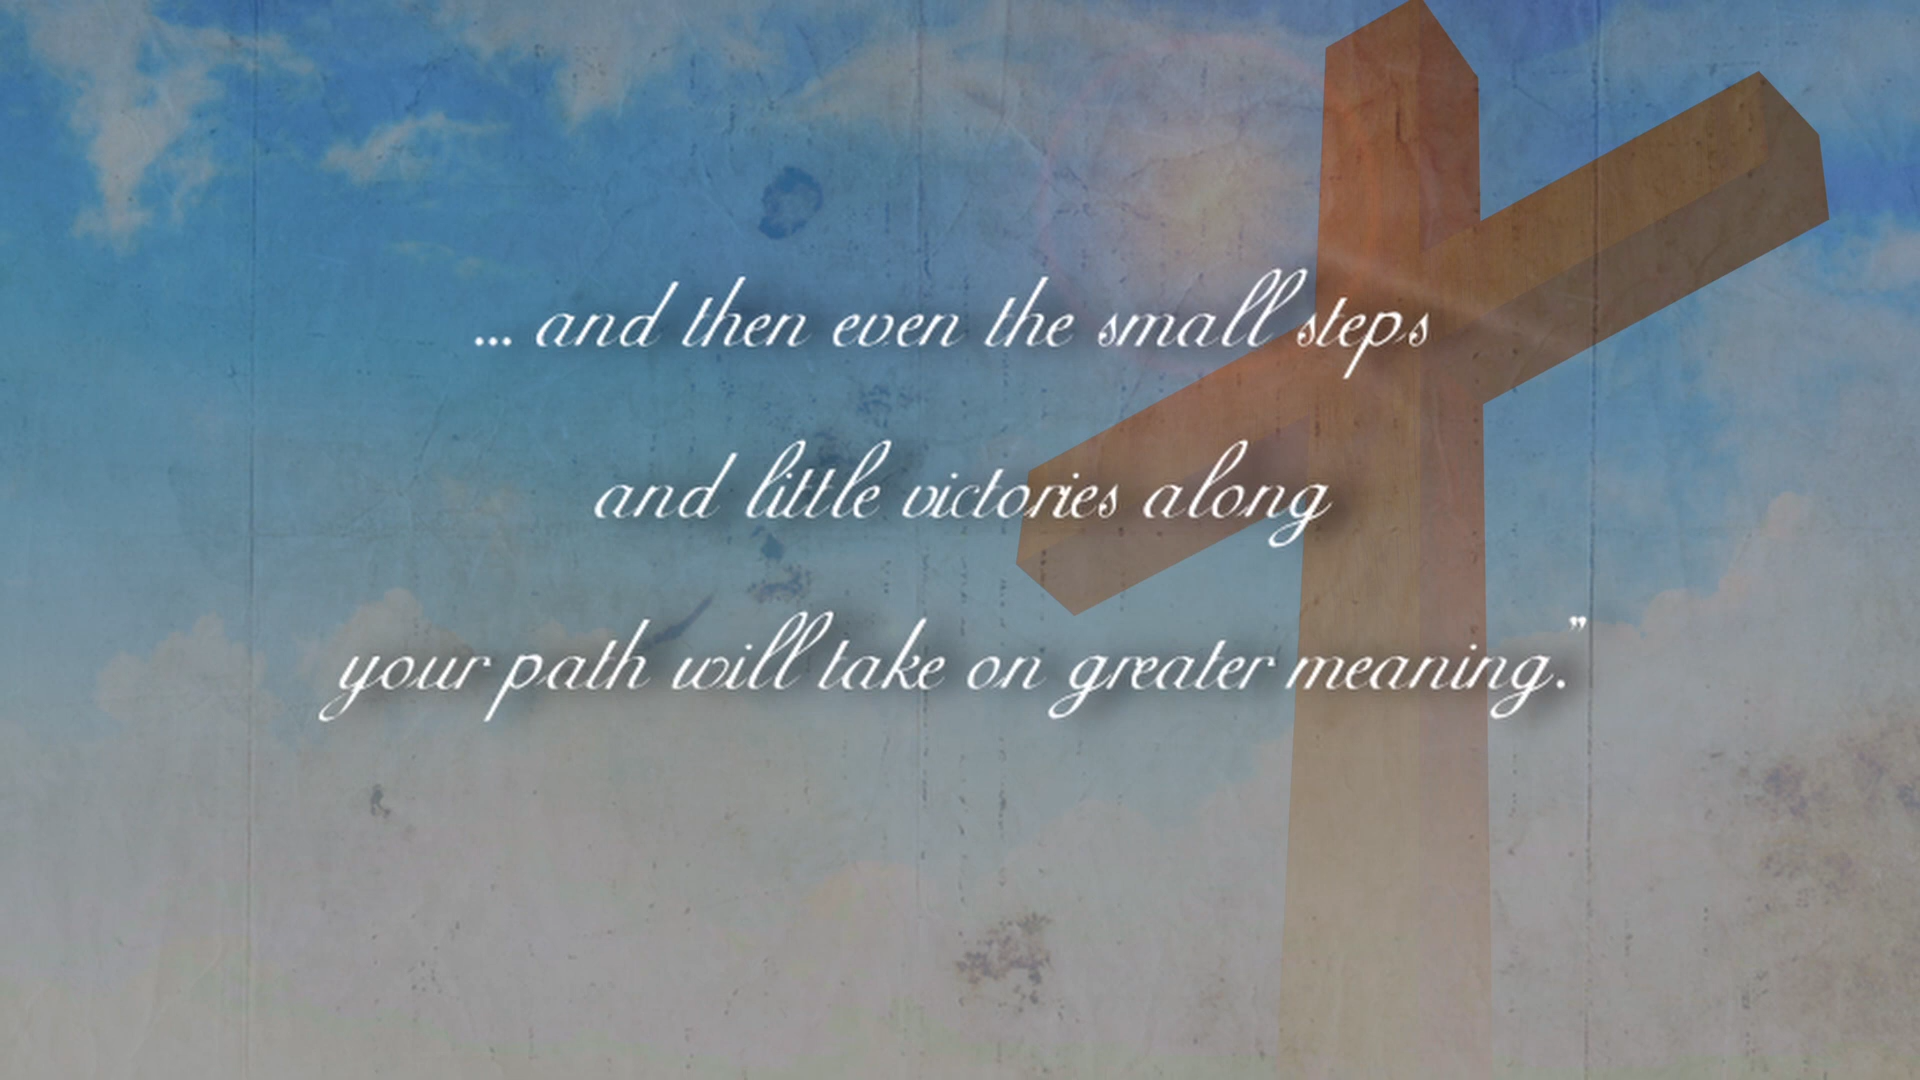 ... and then even the small steps
and little victories along
your path will take on greater meaning.”